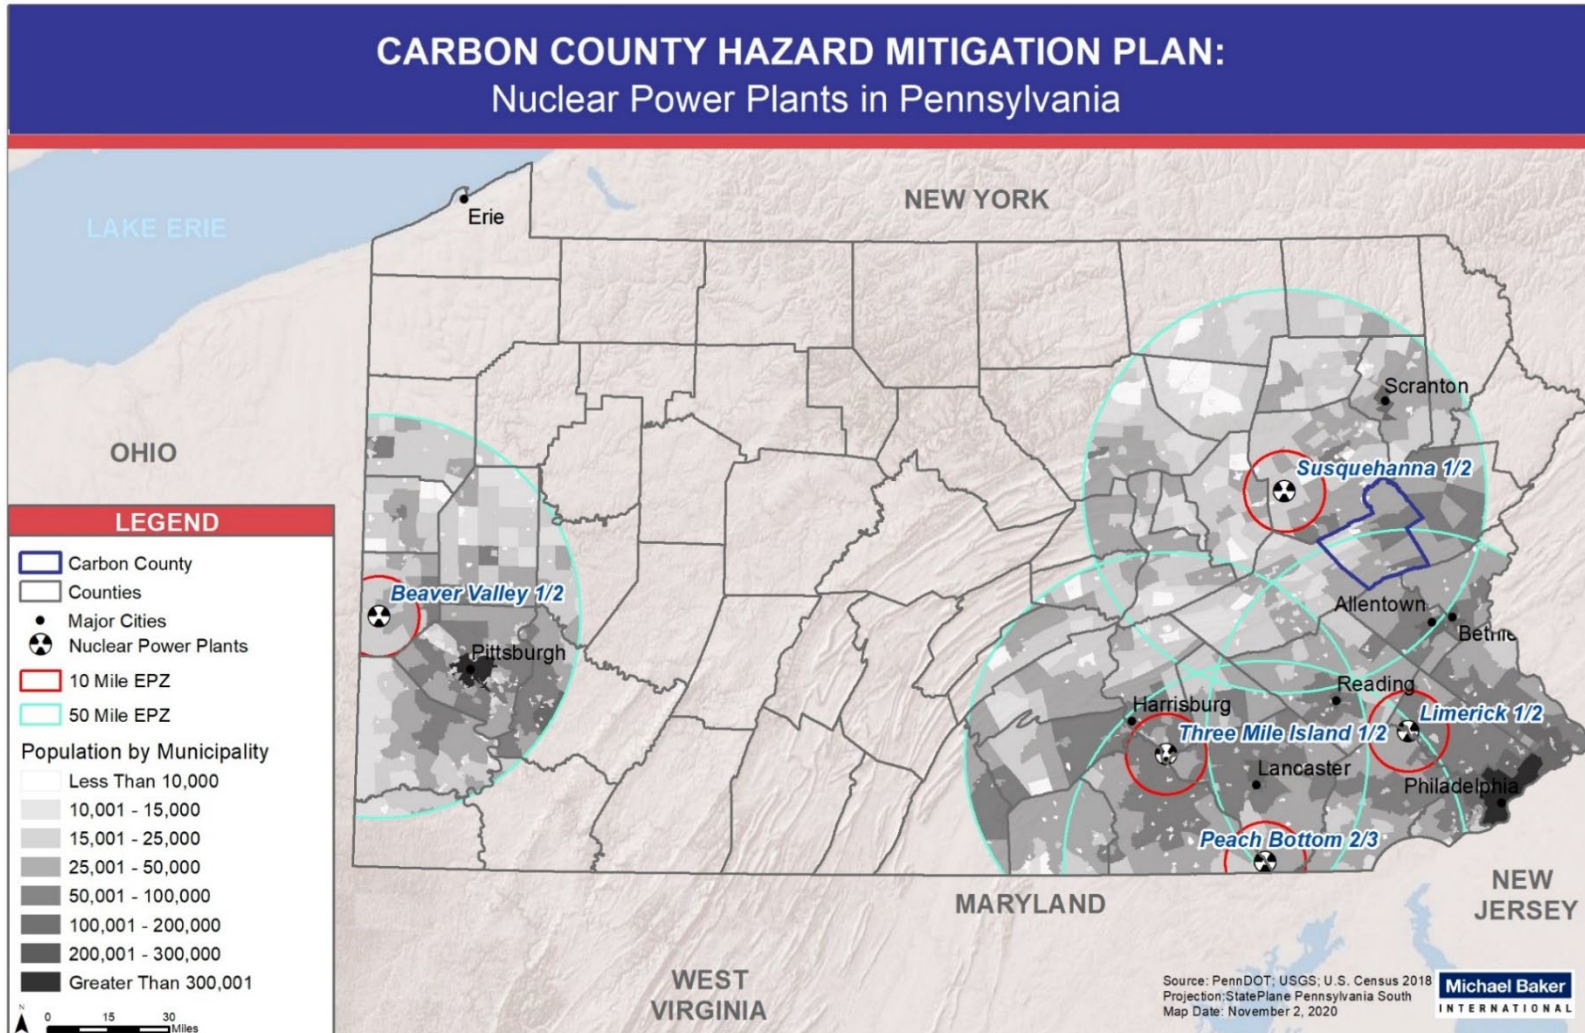 CARBON COUNTY HAZARD MITIGATION PLAN:
Nuclear Power Plants in Pennsylvania
NEW YORK
LAKE ERIE
Erie
Scranton
OHIO
Susquehanna 1/2
LEGEND
Carbon County
Counties
Major Cities
Nuclear Power Plants
10 Mile EPZ
50 Mile EPZ
Population by Municipality
Less Than 10,000
10,001 - 15,000
15,001 - 25,000
25,001 - 50,000
50,001 - 100,000
100,001 - 200,000
200,001 - 300,000
Greater Than 300,001
N
0 15 30
Miles
Beaver Valley 1/2
Pittsburgh
Allentown
Bethle
Reading
Harrisburg
Limerick 1/2
Three Mile Island 1/2
Lancaster
Philadelphia
Peach Bottom 2/3
MARYLAND
NEW
JERSEY
WEST
VIRGINIA
Source: PennDOT; USGS; U.S. Census 2018
Projection:StatePlane Pennsylvania South
Map Date: November 2, 2020
Michael Baker
INTERNATIONAL